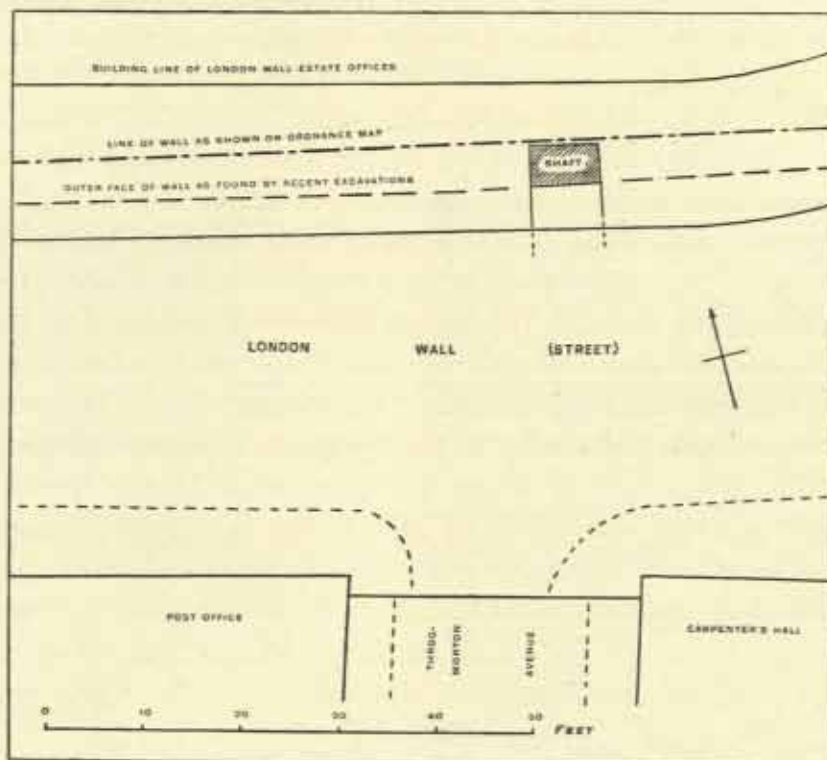 BUILDING LINE OF LONDON WALL ESTATE OFFICES
LINE OF WALL AS SHOWN ON ORDNANCE MAP
SHAFT
OUTER FACE OF WALL AS FOUND BY RECENT EXCAVATIONS
LONDON WALL (STREET)
POST OFFICE
THROG-
MORTON
AVENUE
CARPENTER'S HALL
0 10 20 30 40 50 FEET